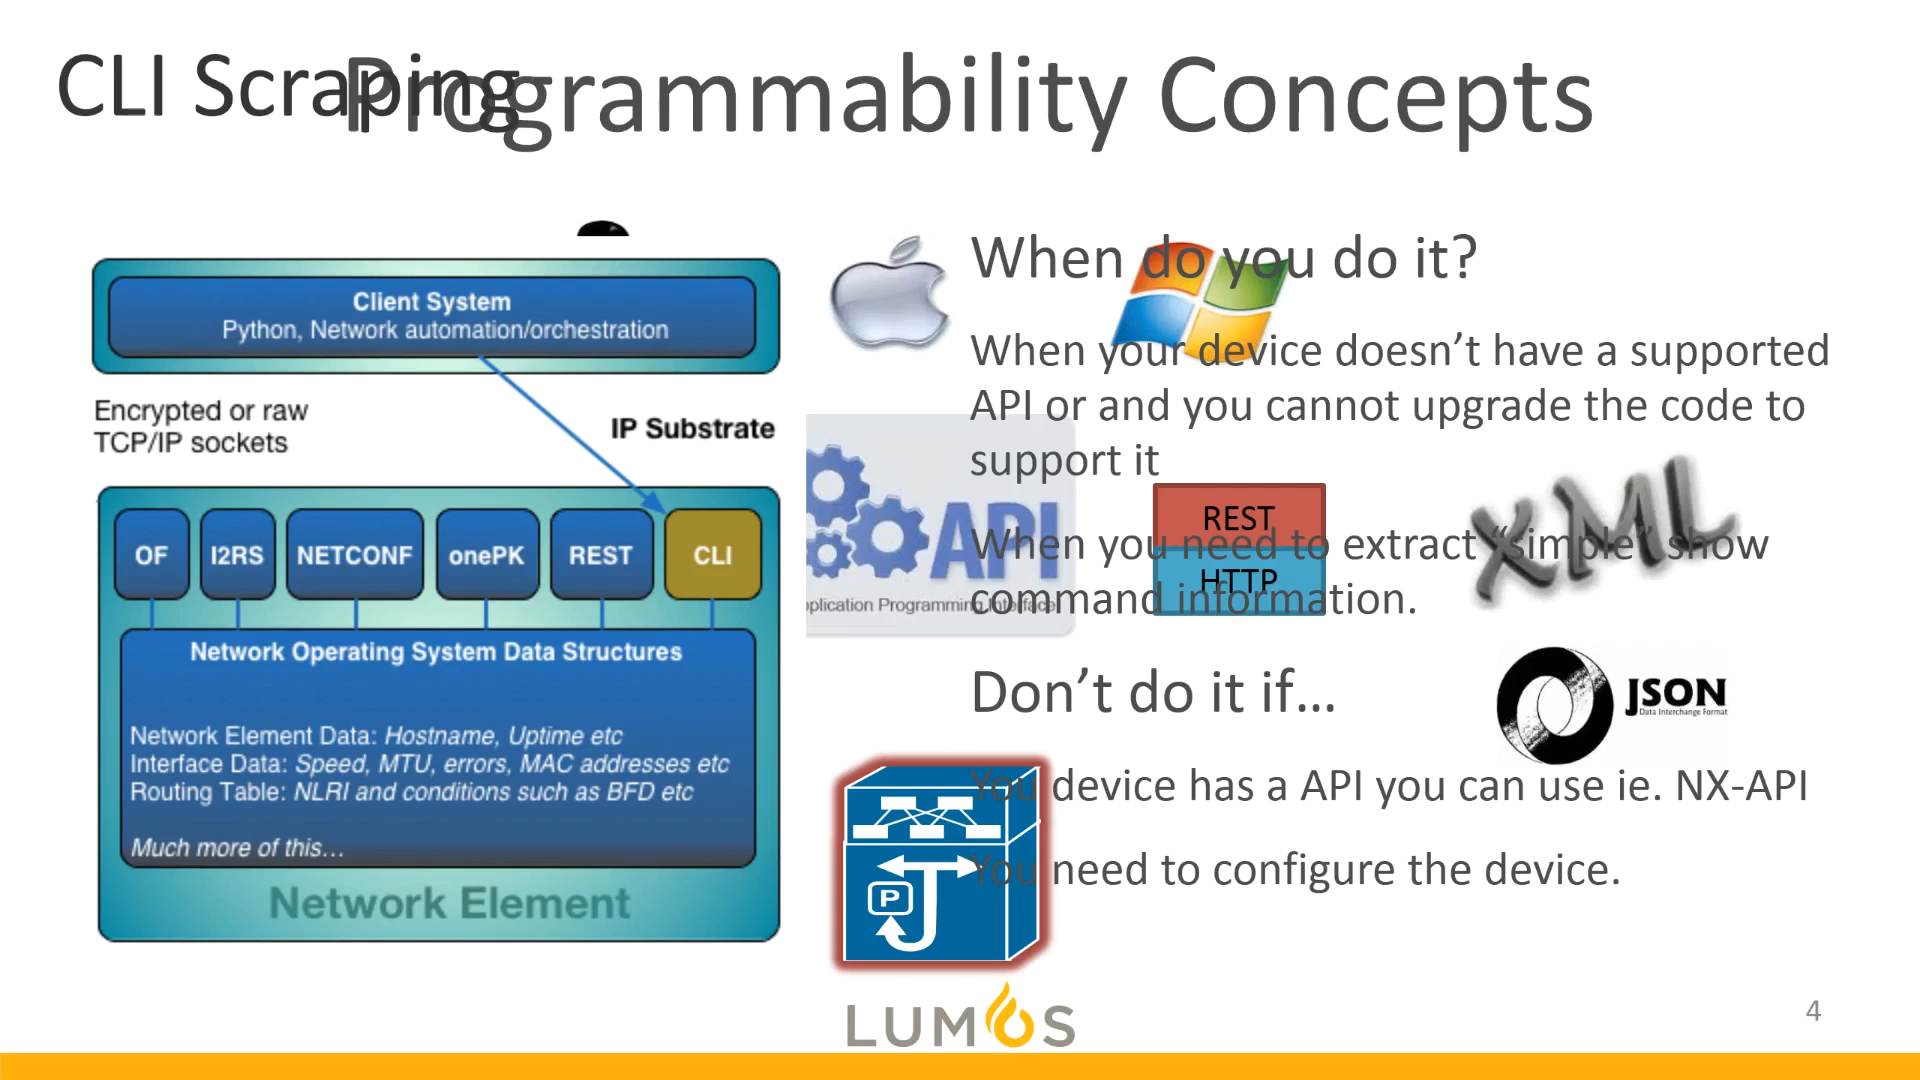 CLI Scraping
Programmability Concepts
Client System
Python, Network automation/orchestration
Encrypted or raw
TCP/IP sockets
IP Substrate
OF
I2RS
NETCONF
onePK
REST
CLI
Network Operating System Data Structures
Network Element Data: Hostname, Uptime etc
Interface Data: Speed, MTU, errors, MAC addresses etc
Routing Table: NLRI and conditions such as BFD etc
Much more of this...
Network Element
When do you do it?
When your device doesn’t have a supported
API or and you cannot upgrade the code to
support it
When you need to extract “simple” show
command information.
Don’t do it if...
You device has a API you can use ie. NX-API
You need to configure the device.
API
plication Programming Interface
REST
HTTP
XML
JSON
Data Interchange Format
P
LUMOS
4